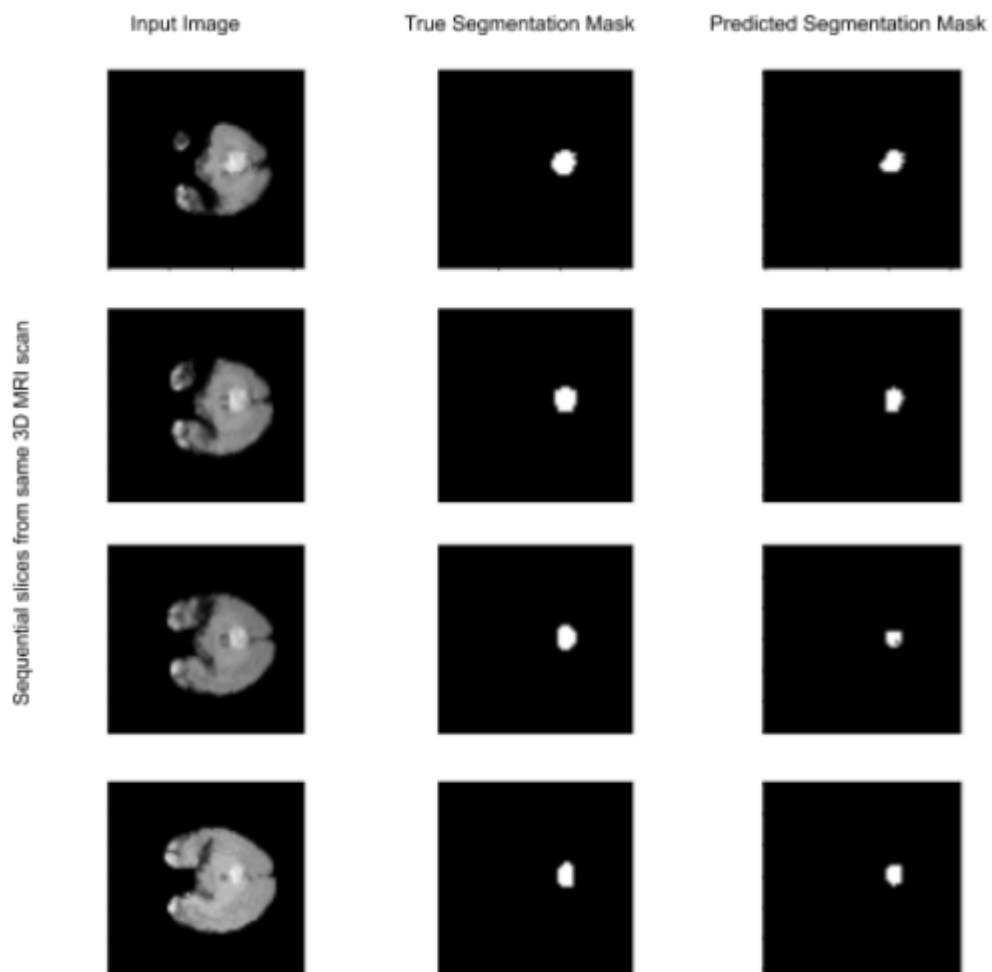 Input Image
True Segmentation Mask
Predicted Segmentation Mask
Sequential slices from same 3D MRI scan